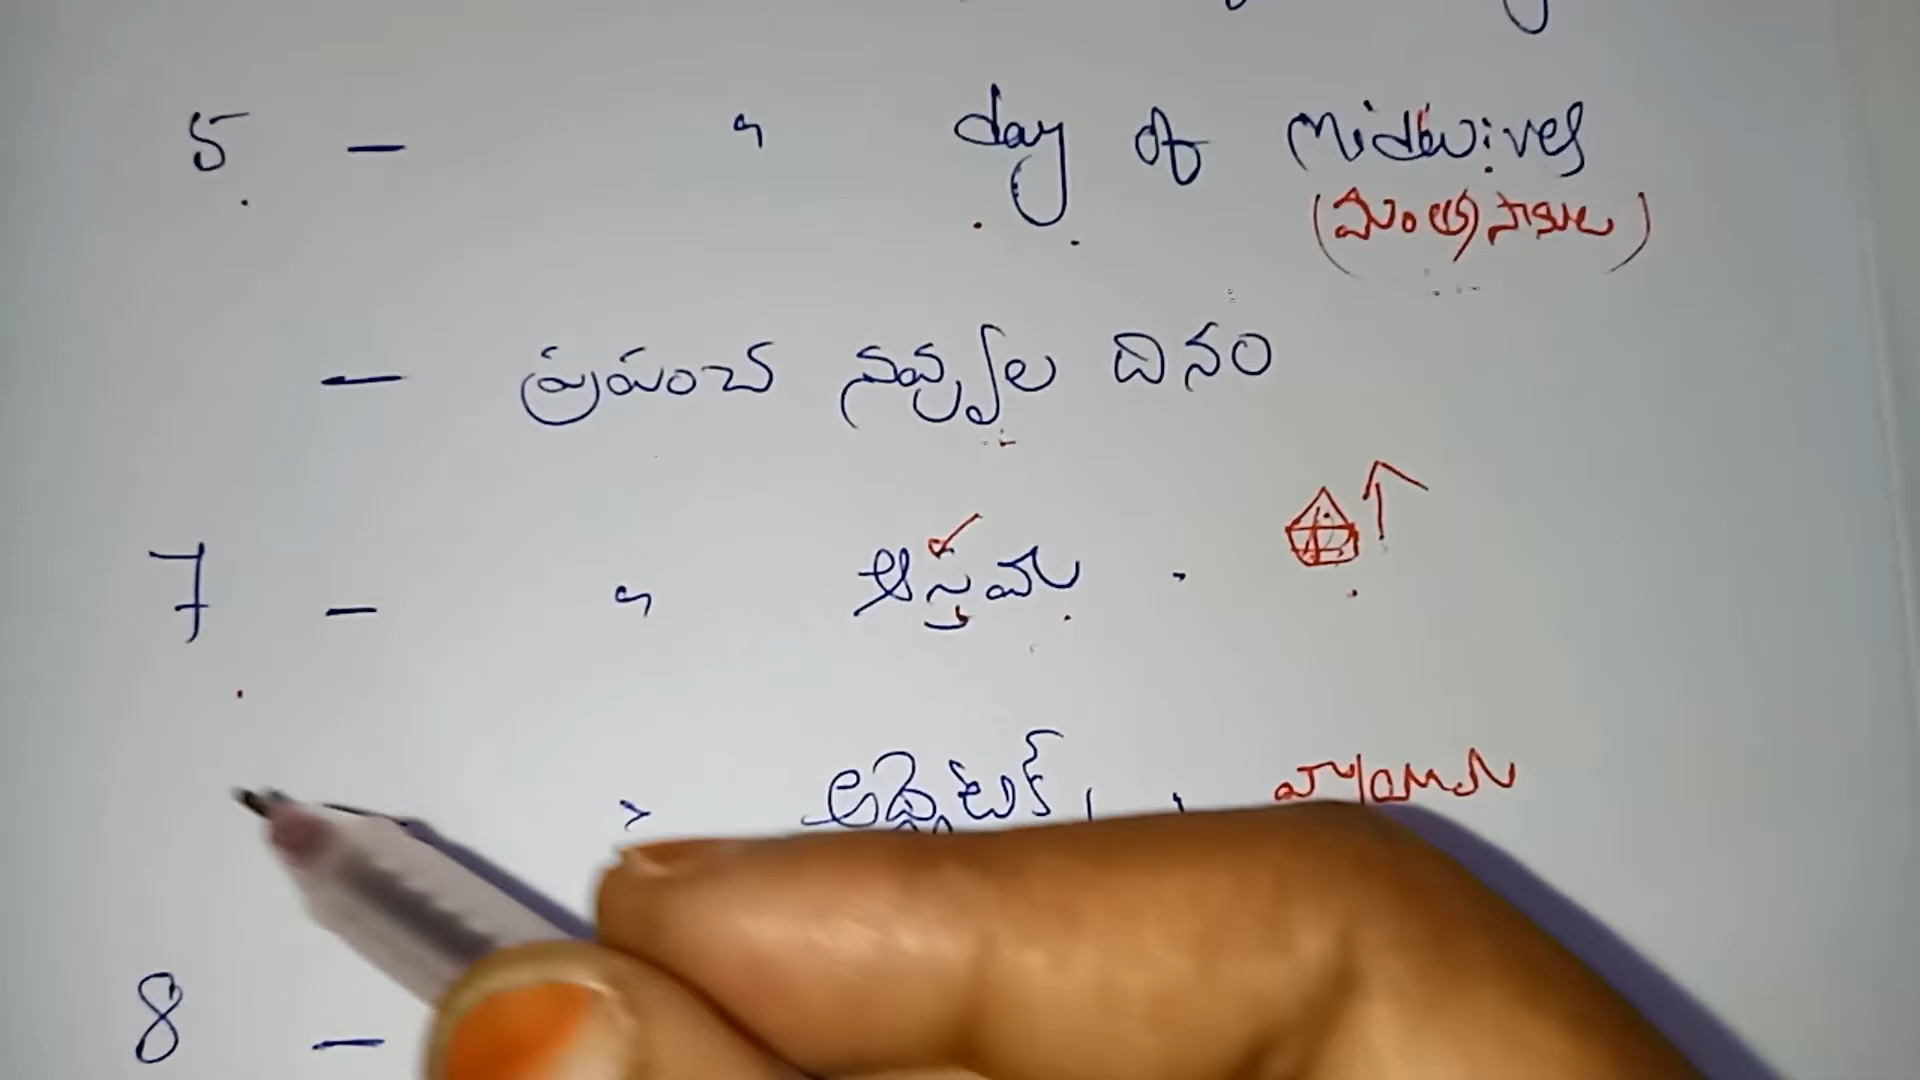 5 - " day of Midwives
(మంత్రసానులు)
- ప్రపంచ నవ్వుల దినం
7 - " ఆస్తమా .
" అథ్లెటిక్స్
8 -